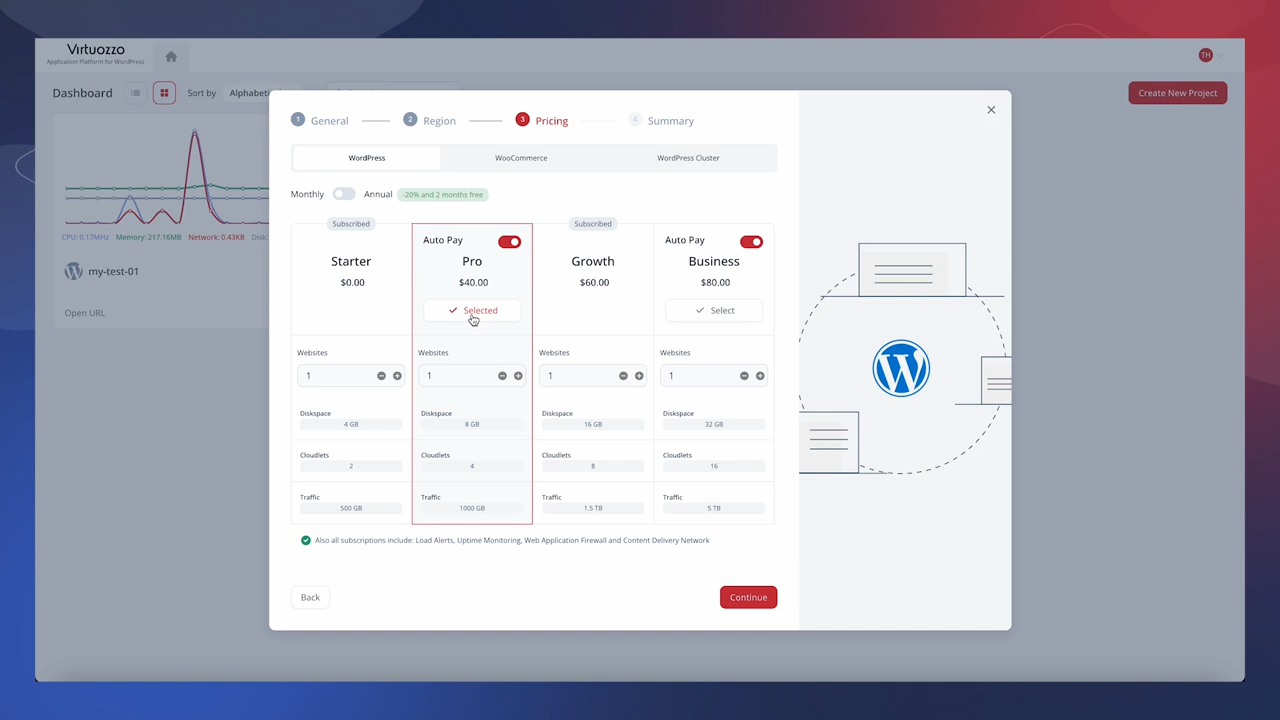 Virtuozzo
Application Platform for WordPress
TH
Dashboard
Sort by
Create New Project
CPU: 0.17MHz Memory: 217.16MB Network: 0.43KB Disk:
my-test-01
Open URL
1 General
2 Region
3 Pricing
4 Summary
WordPress
WooCommerce
WordPress Cluster
Monthly
Annual
-20% and 2 months free
Subscribed
Starter
$0.00
Websites
1
Diskspace
4 GB
Cloudlets
2
Traffic
500 GB
Auto Pay
Pro
$40.00
Selected
Websites
1
Diskspace
8 GB
Cloudlets
4
Traffic
1000 GB
Subscribed
Growth
$60.00
Websites
1
Diskspace
16 GB
Cloudlets
8
Traffic
1.5 TB
Auto Pay
Business
$80.00
Select
Websites
1
Diskspace
32 GB
Cloudlets
16
Traffic
5 TB
Also all subscriptions include: Load Alerts, Uptime Monitoring, Web Application Firewall and Content Delivery Network
Back
Continue